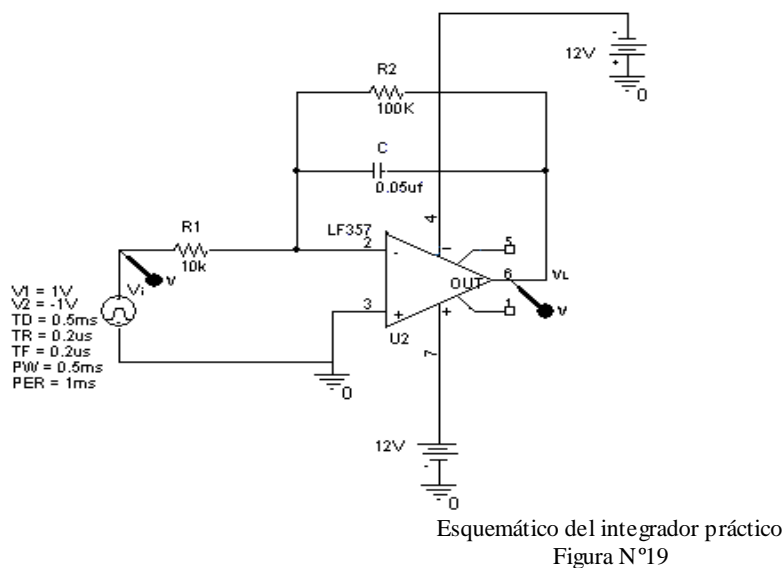 12V
-
+
0
R2
100K
C
0.05uf
4
R1
10k
LF357
2
-
-
5
V
Vi
V1 = 1V
V2 = -1V
TD = 0.5ms
TR = 0.2us
TF = 0.2us
PW = 0.5ms
PER = 1ms
OUT
6
VL
3
+
+
1
V
U2
7
0
12V
-
0
Esquemático del integrador práctico
Figura Nº19